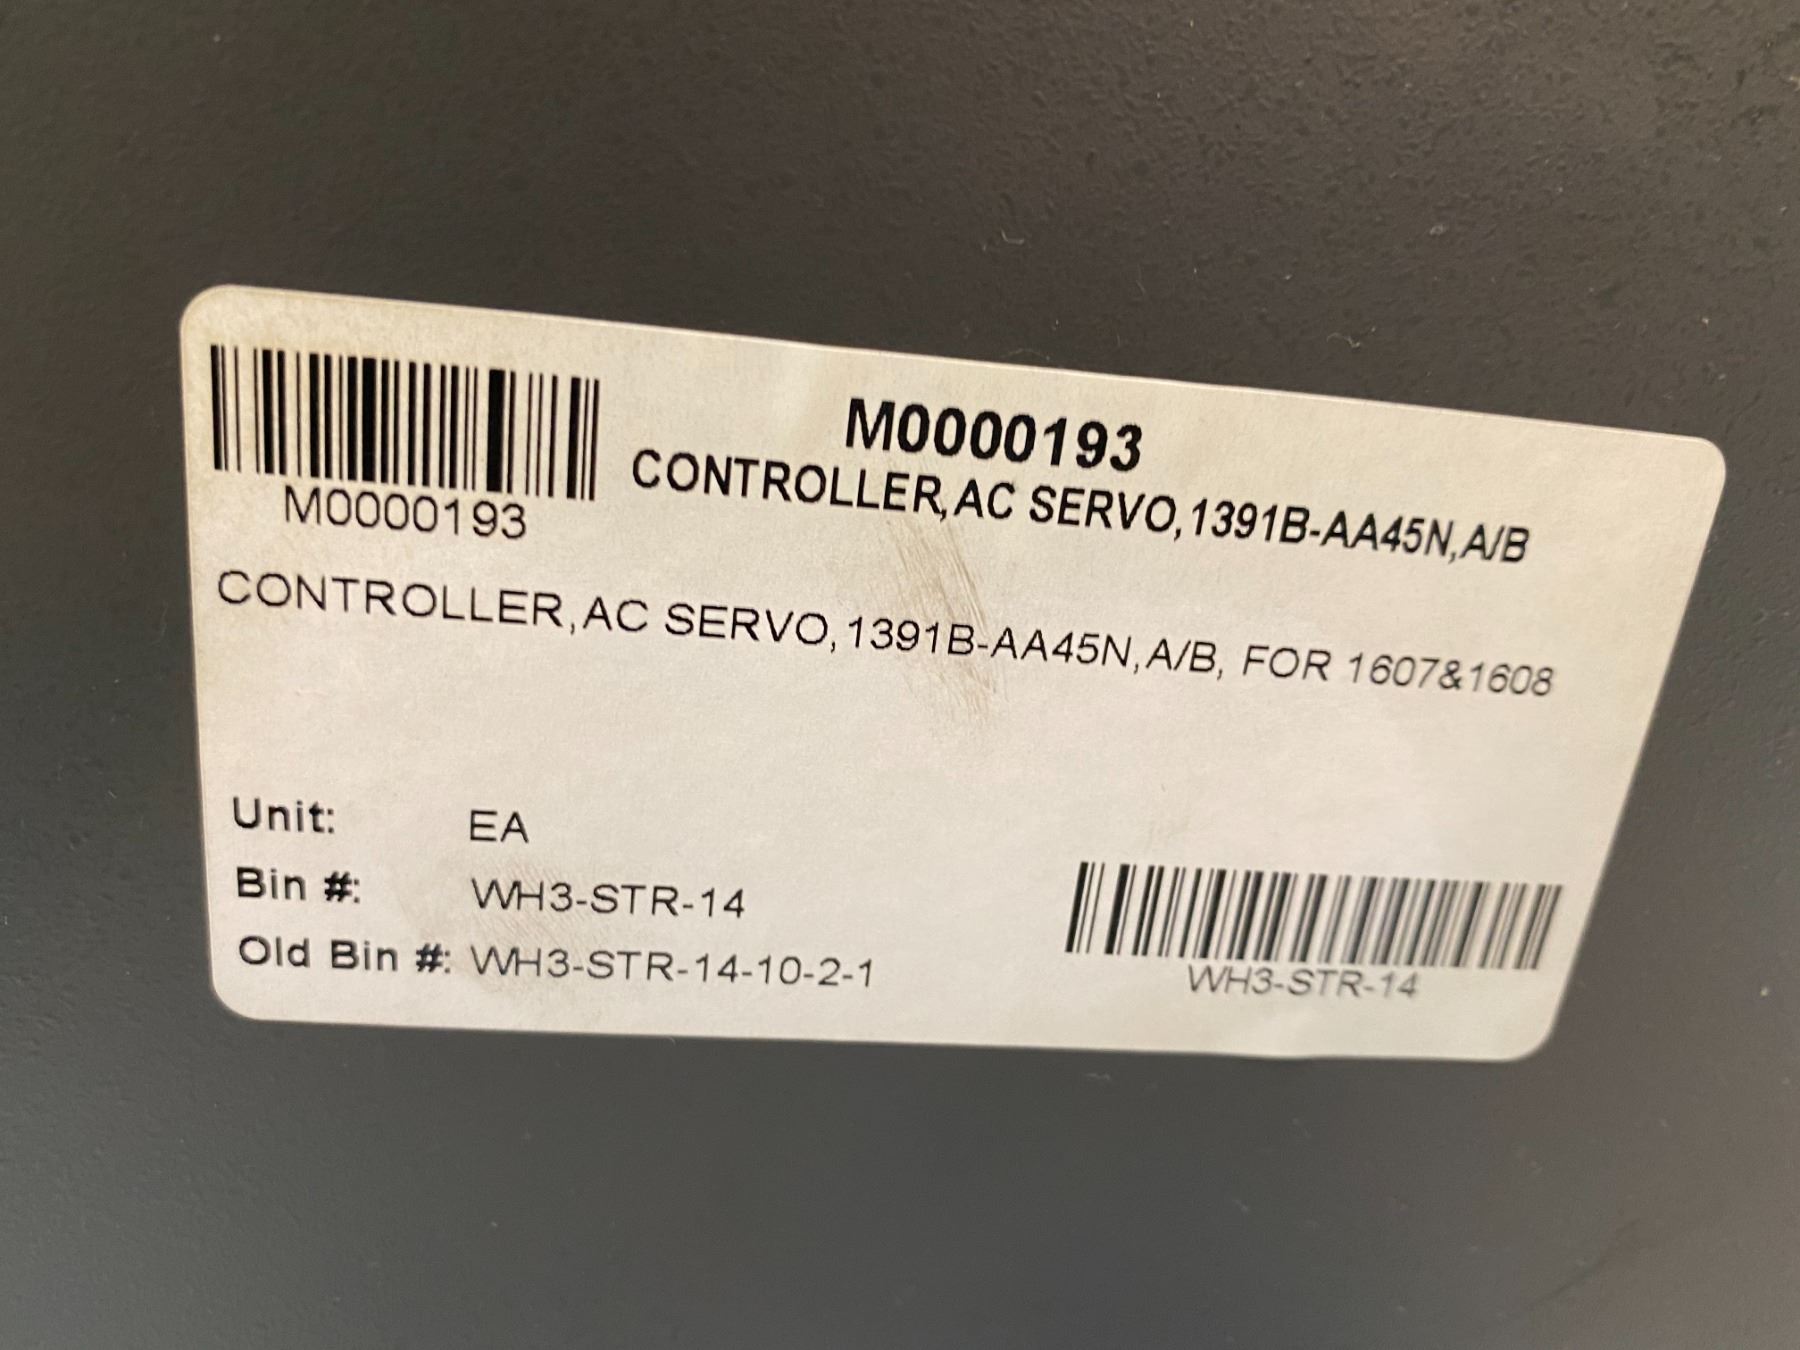 M0000193
M0000193
CONTROLLER,AC SERVO,1391B-AA45N,A/B
CONTROLLER,AC SERVO,1391B-AA45N,A/B, FOR 1607&1608
Unit: EA
Bin #: WH3-STR-14
Old Bin #: WH3-STR-14-10-2-1
WH3-STR-14